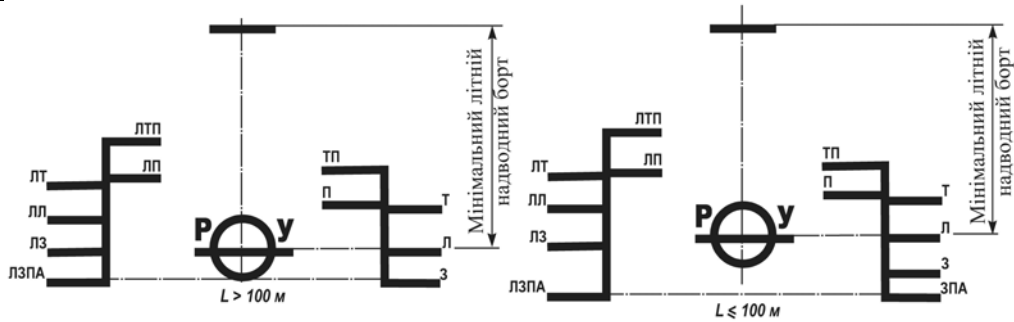 ЛТП
ЛП
ЛТ
ЛЛ
ЛЗ
ЛЗПА
Р У
ТП
П
Т
Л
З
L > 100 м
Мінімальний літній
надводний борт
ЛТП
ЛП
ЛТ
ЛЛ
ЛЗ
ЛЗПА
Р У
ТП
П
Т
Л
З
ЗПА
L ⩽ 100 м
Мінімальний літній
надводний борт